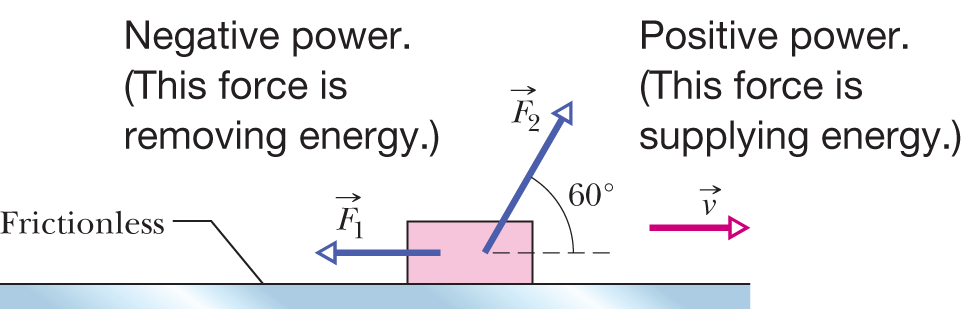 Negative power.
(This force is
removing energy.)
Positive power.
(This force is
supplying energy.)
F₂
60°
v
F₁
Frictionless